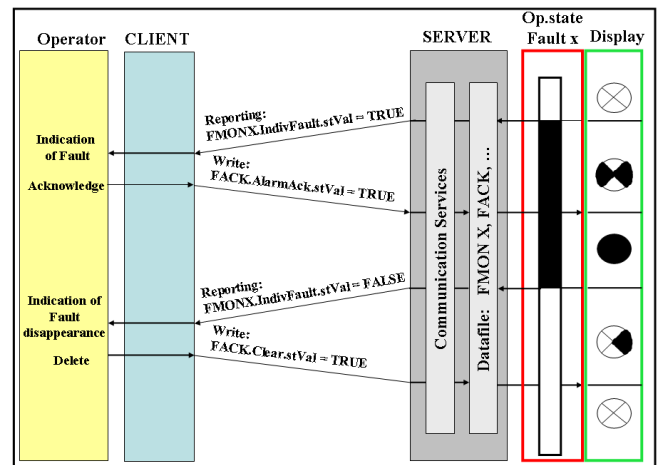 Op.state
Operator CLIENT SERVER Fault x Display
Reporting:
FMONX.IndivFault.stVal = TRUE
Indication
of Fault
Write:
FACK.AlarmAck.stVal = TRUE
Acknowledge
Communication Services
Datafile: FMON X, FACK, ...
Reporting:
FMONX.IndivFault.stVal = FALSE
Indication of
Fault
disappearance
Write:
FACK.Clear.stVal = TRUE
Delete